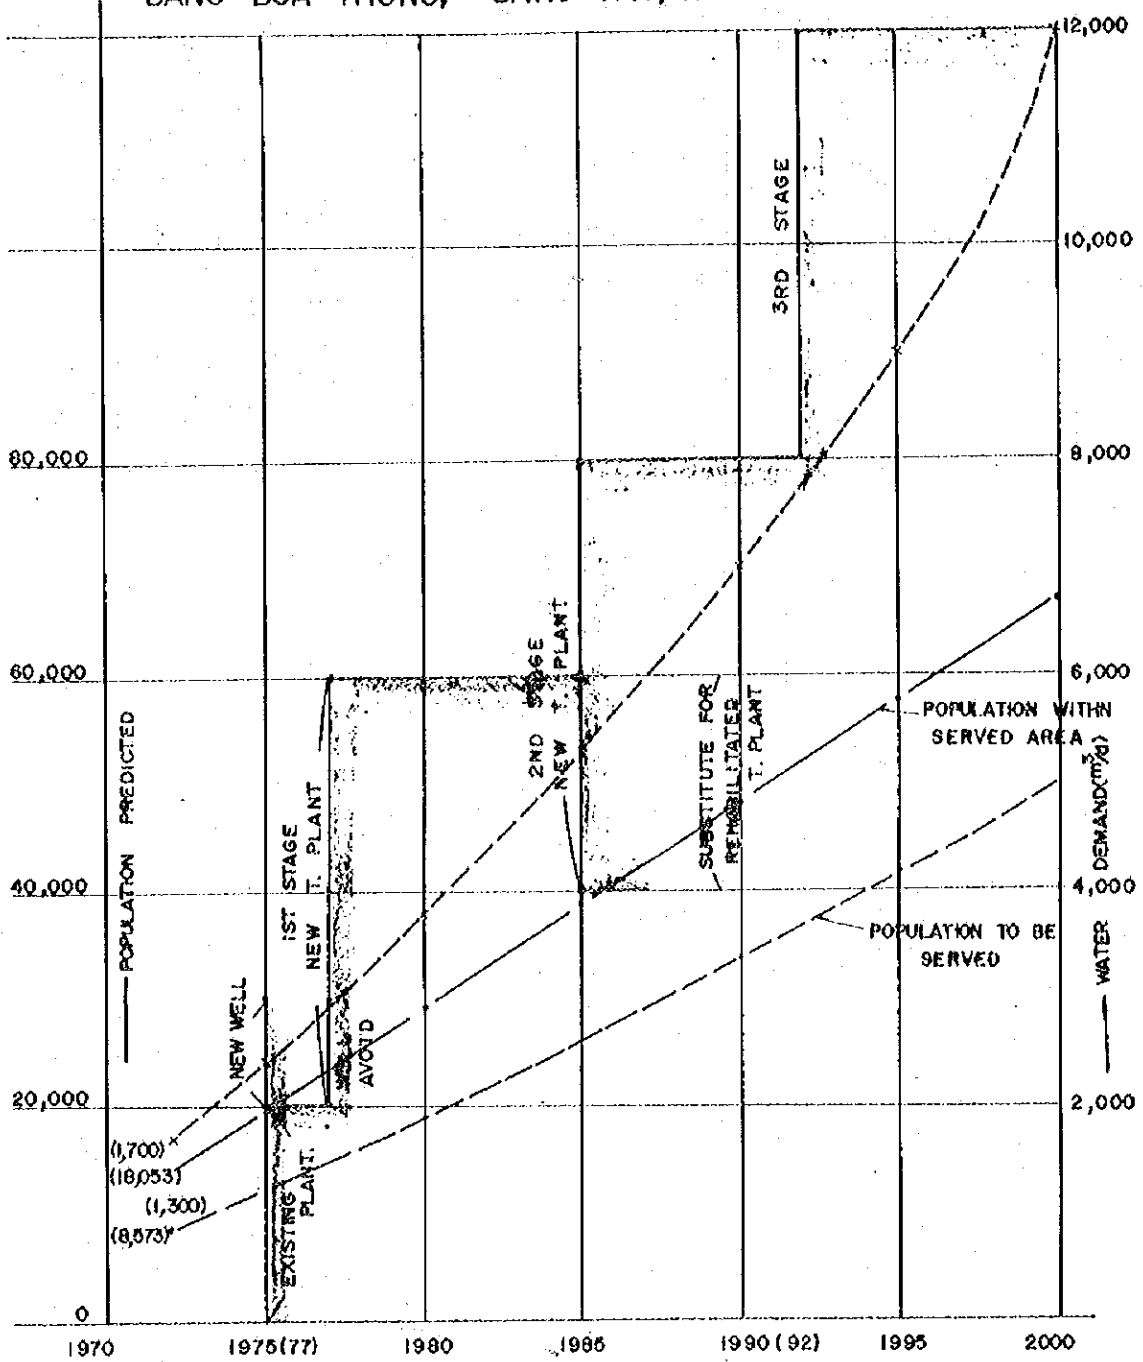 12,000
10,000
3RD STAGE
80,000
8,000
60,000
6,000
POPULATION PREDICTED
2ND STAGE
NEW T. PLANT
SUBSTITUTE FOR
REHABILITATER
T. PLANT
POPULATION WITHN
SERVED AREA
WATER DEMAND (m³/d)
1ST STAGE
NEW T. PLANT
40,000
4,000
POPULATION TO BE
SERVED
NEW WELL
AVOID
20,000
2,000
(1,700)
(18,053)
(1,300)
(8,573)
EXISTING
PLANT.
0
1970
1975(77)
1980
1985
1990(92)
1995
2000